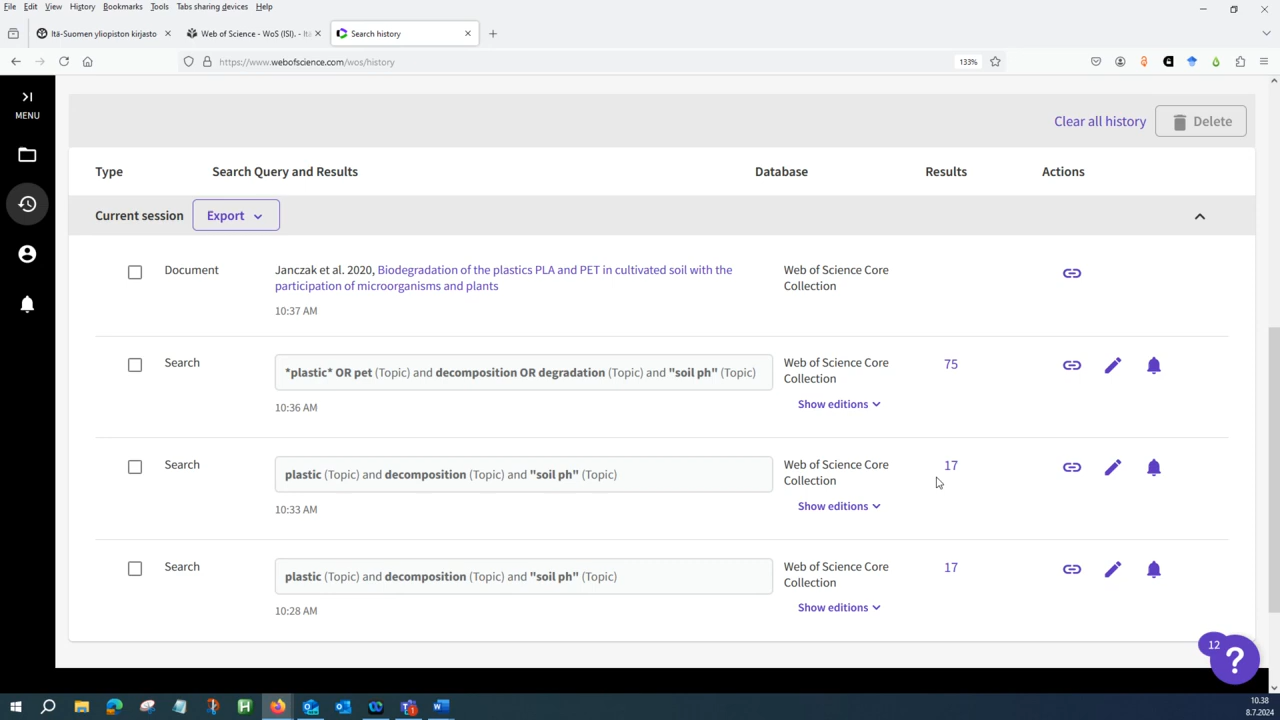 File Edit View History Bookmarks Tools Tabs sharing devices Help
Itä-Suomen yliopiston kirjasto
Web of Science - WoS (ISI). - Itä
Search history
https://www.webofscience.com/wos/history
133%
MENU
Clear all history
Delete
Type Search Query and Results Database Results Actions
Current session Export
Document
Janczak et al. 2020, Biodegradation of the plastics PLA and PET in cultivated soil with the
participation of microorganisms and plants
10:37 AM
Web of Science Core
Collection
Search
*plastic* OR pet (Topic) and decomposition OR degradation (Topic) and "soil ph" (Topic)
10:36 AM
Web of Science Core
Collection
Show editions
75
Search
plastic (Topic) and decomposition (Topic) and "soil ph" (Topic)
10:33 AM
Web of Science Core
Collection
Show editions
17
Search
plastic (Topic) and decomposition (Topic) and "soil ph" (Topic)
10:28 AM
Web of Science Core
Collection
Show editions
17
12
?
10.38
8.7.2024